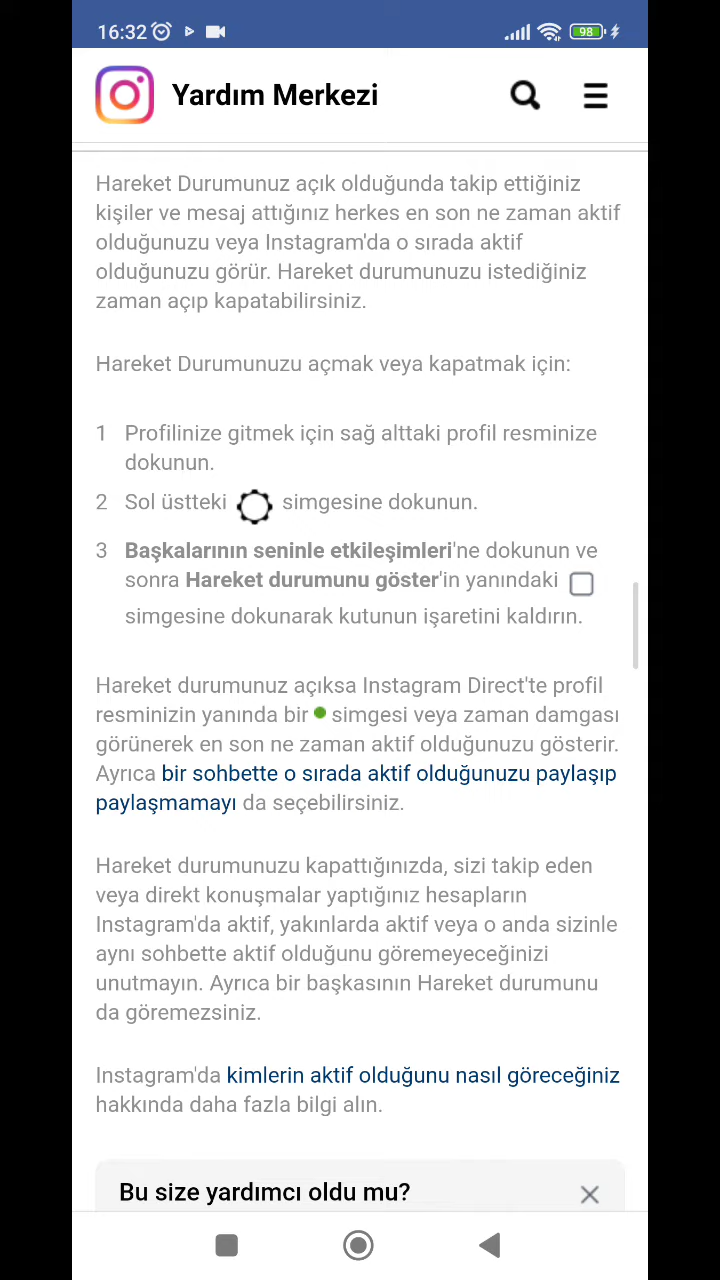 16:32
98
Yardım Merkezi
Hareket Durumunuz açık olduğunda takip ettiğiniz
kişiler ve mesaj attığınız herkes en son ne zaman aktif
olduğunuzu veya Instagram'da o sırada aktif
olduğunuzu görür. Hareket durumunuzu istediğiniz
zaman açıp kapatabilirsiniz.
Hareket Durumunuzu açmak veya kapatmak için:
1 Profilinize gitmek için sağ alttaki profil resminize
dokunun.
2 Sol üstteki simgesine dokunun.
3 Başkalarının seninle etkileşimleri'ne dokunun ve
sonra Hareket durumunu göster'in yanındaki
simgesine dokunarak kutunun işaretini kaldırın.
Hareket durumunuz açıksa Instagram Direct'te profil
resminizin yanında bir simgesi veya zaman damgası
görünerek en son ne zaman aktif olduğunuzu gösterir.
Ayrıca bir sohbette o sırada aktif olduğunuzu paylaşıp
paylaşmamayı da seçebilirsiniz.
Hareket durumunuzu kapattığınızda, sizi takip eden
veya direkt konuşmalar yaptığınız hesapların
Instagram'da aktif, yakınlarda aktif veya o anda sizinle
aynı sohbette aktif olduğunu göremeyeceğinizi
unutmayın. Ayrıca bir başkasının Hareket durumunu
da göremezsiniz.
Instagram'da kimlerin aktif olduğunu nasıl göreceğiniz
hakkında daha fazla bilgi alın.
Bu size yardımcı oldu mu?